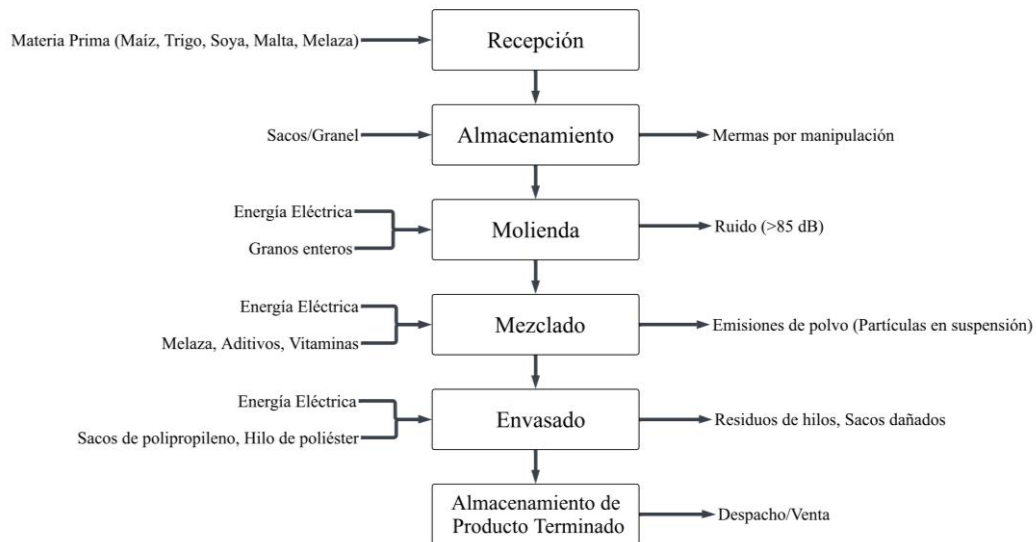 Materia Prima (Maíz, Trigo, Soya, Malta, Melaza)
Recepción
Sacos/Granel
Almacenamiento
Mermas por manipulación
Energía Eléctrica
Granos enteros
Molienda
Ruido (>85 dB)
Energía Eléctrica
Melaza, Aditivos, Vitaminas
Mezclado
Emisiones de polvo (Partículas en suspensión)
Energía Eléctrica
Sacos de polipropileno, Hilo de poliéster
Envasado
Residuos de hilos, Sacos dañados
Almacenamiento de
Producto Terminado
Despacho/Venta